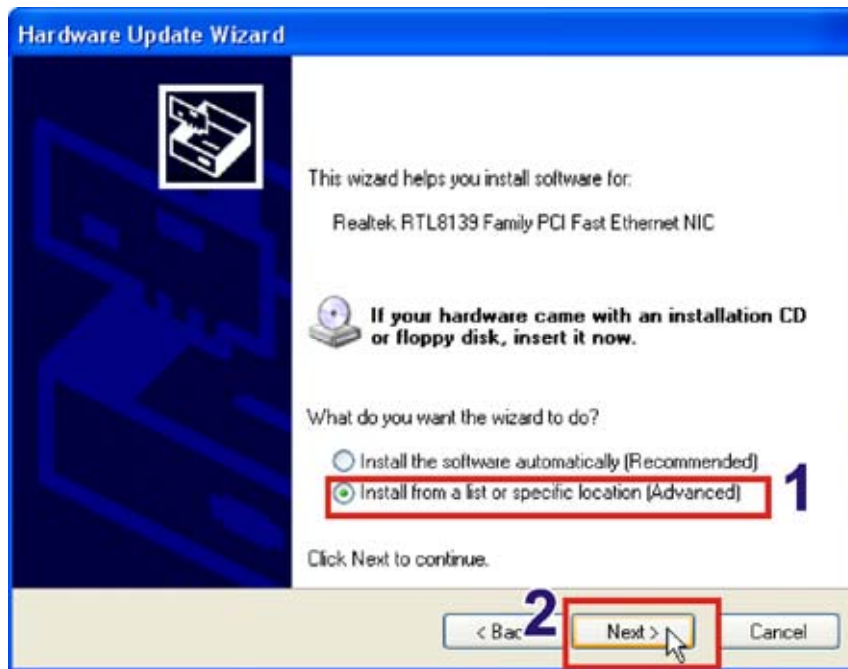 Hardware Update Wizard
This wizard helps you install software for:
Realtek RTL8139 Family PCI Fast Ethernet NIC
If your hardware came with an installation CD
or floppy disk, insert it now.
What do you want the wizard to do?
Install the software automatically (Recommended)
Install from a list or specific location (Advanced)
1
Click Next to continue.
< Bac
2
Next >
Cancel